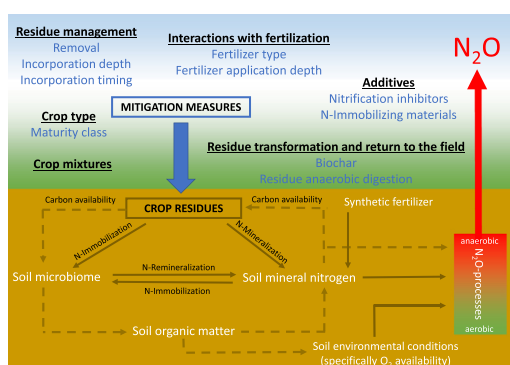 Residue management
Removal
Incorporation depth
Incorporation timing
Interactions with fertilization
Fertilizer type
Fertilizer application depth
N₂O
Additives
Nitrification inhibitors
N-Immobilizing materials
MITIGATION MEASURES
Crop type
Maturity class
Crop mixtures
Residue transformation and return to the field
Biochar
Residue anaerobic digestion
Carbon availability
CROP RESIDUES
Carbon availability
Synthetic fertilizer
N-Immobilization
N-Mineralization
anaerobic
N₂O-processes
aerobic
Soil microbiome
N-Remineralization
N-Immobilization
Soil mineral nitrogen
Soil organic matter
Soil environmental conditions
(specifically O₂ availability)